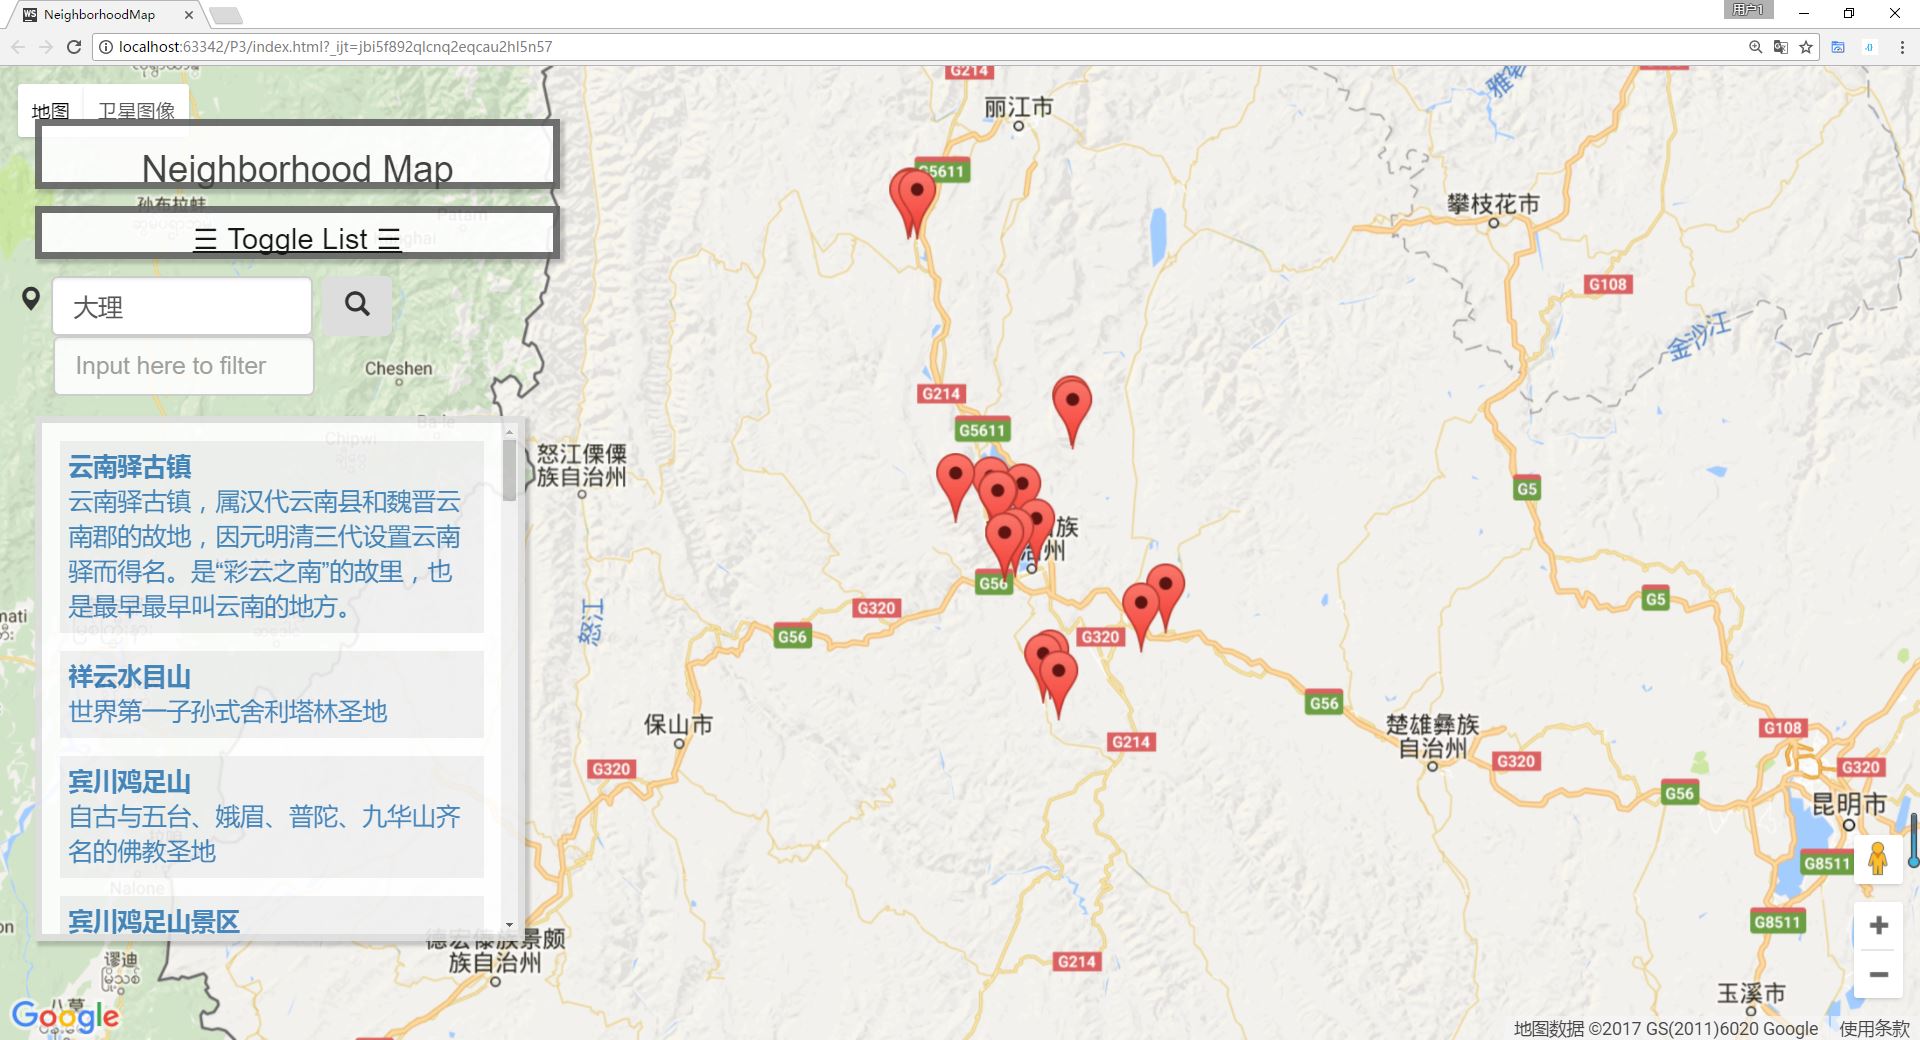 NeighborhoodMap
用户1
localhost:63342/P3/index.html?_ijt=jbi5f892qlcnq2eqcau2hl5n57
地图 卫星图像
Neighborhood Map
☰ Toggle List ☰
大理
Input here to filter
云南驿古镇
云南驿古镇，属汉代云南县和魏晋云
南郡的故地，因元明清三代设置云南
驿而得名。是“彩云之南”的故里，也
是最早最早叫云南的地方。
祥云水目山
世界第一子孙式舍利塔林圣地
宾川鸡足山
自古与五台、娥眉、普陀、九华山齐
名的佛教圣地
宾川鸡足山景区
G214
丽江市
雅砻
G5611
攀枝花市
G108
金沙江
Cheshen
G214
G5611
Chipwi
怒江傈僳
族自治州
G5
G56
G320
怒江
G56
G320
G5
保山市
G56
楚雄彝族
自治州
G214
G108
G320
G320
G320
G56
昆明市
G8511
Nalone
G8511
德宏傣族景颇
族自治州
G214
谬迪
八莫
玉溪市
Google
地图数据 ©2017 GS(2011)6020 Google 使用条款